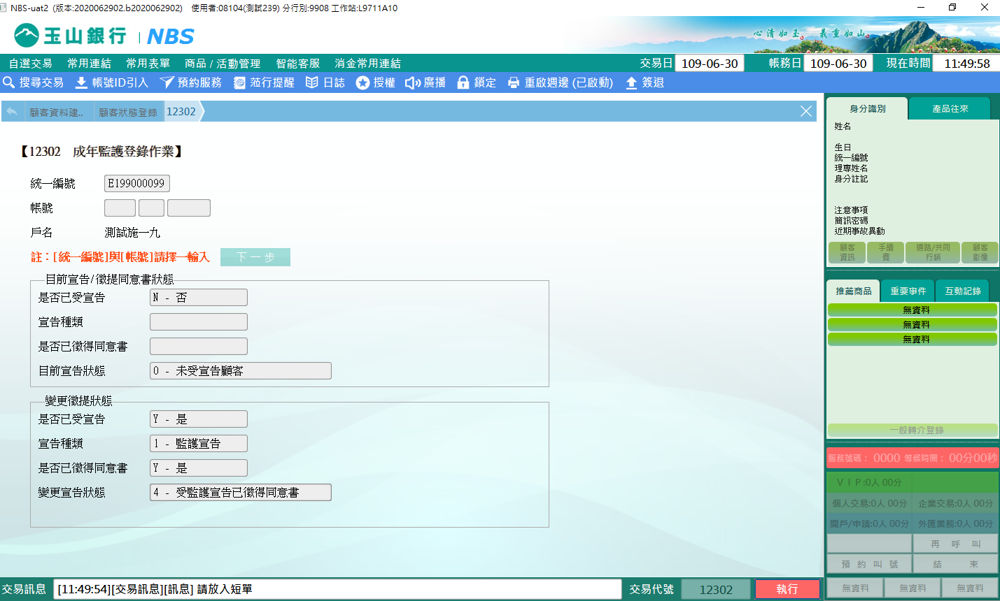 NBS-uat2 (版本:2020062902.b2020062902) 使用者:08104(測試239) 分行別:9908 工作站:L9711A10
玉山銀行 | NBS
心清如玉。義重如山。
自選交易 常用連結 常用表單 商品 / 活動管理 智能客服 消金常用連結 交易日 109-06-30 帳務日 109-06-30 現在時間 11:49:58
搜尋交易 帳號ID引入 預約服務 蒞行提醒 日誌 授權 廣播 鎖定 重啟週邊 (已啟動) 簽退
顧客資料建.. 顧客狀態登錄 12302
【12302 成年監護登錄作業】
統一編號 E199000099
帳號
戶名 測試施一九
註：[統一編號]與[帳號]請擇一輸入 下一步
目前宣告/徵提同意書狀態
是否已受宣告 N - 否
宣告種類
是否已徵得同意書
目前宣告狀態 0 - 未受宣告顧客
變更徵提狀態
是否已受宣告 Y - 是
宣告種類 1 - 監護宣告
是否已徵得同意書 Y - 是
變更宣告狀態 4 - 受監護宣告已徵得同意書
交易訊息 [11:49:54][交易訊息][訊息] 請放入短單 交易代號 12302 執行
身分識別 產品往來
姓名
生日
統一編號
理專姓名
身分註記
注意事項
簡訊密碼
近期事故異動
顧客資訊 手續費 通路/共同行銷 顧客影像
推薦商品 重要事件 互動記錄
無資料
無資料
無資料
一般轉介登錄
服務號碼： 0000 等候時間： 00分00秒
ＶＩＰ:0人 00分
個人交易:0人 00分 企業交易:0人 00分
開戶/申請:0人 00分 外匯業務:0人 00分
再 呼 叫
預 約 叫 號 結 束
無資料 無資料 無資料